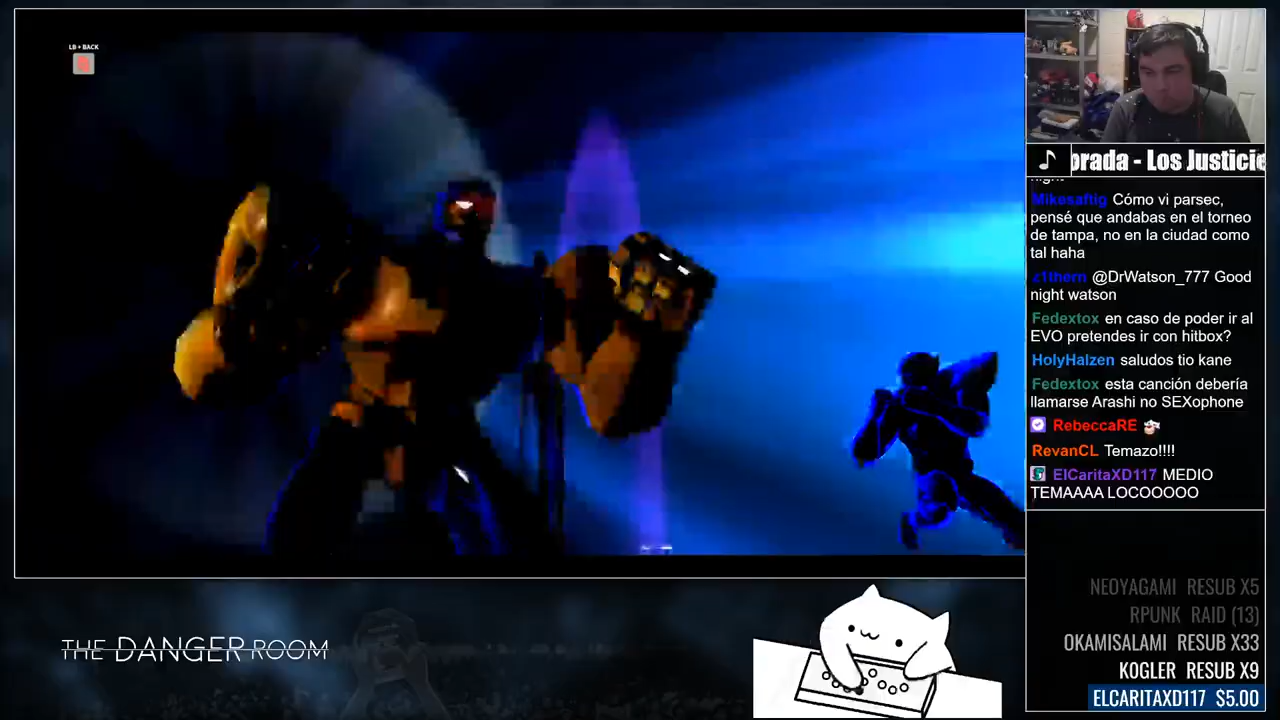 LB + BACK
orada - Los Justicie
Mikesaftig Cómo vi parsec,
pensé que andabas en el torneo
de tampa, no en la ciudad como
tal haha
z1thern @DrWatson_777 Good
night watson
Fedextox en caso de poder ir al
EVO pretendes ir con hitbox?
HolyHalzen saludos tio kane
Fedextox esta canción debería
llamarse Arashi no SEXophone
RebeccaRE
RevanCL Temazo!!!!
ElCaritaXD117 MEDIO
TEMAAAA LOCOOOOO
NEOYAGAMI RESUB X5
RPUNK RAID (13)
OKAMISALAMI RESUB X33
KOGLER RESUB X9
ELCARITAXD117 $5.00
THE DANGER ROOM